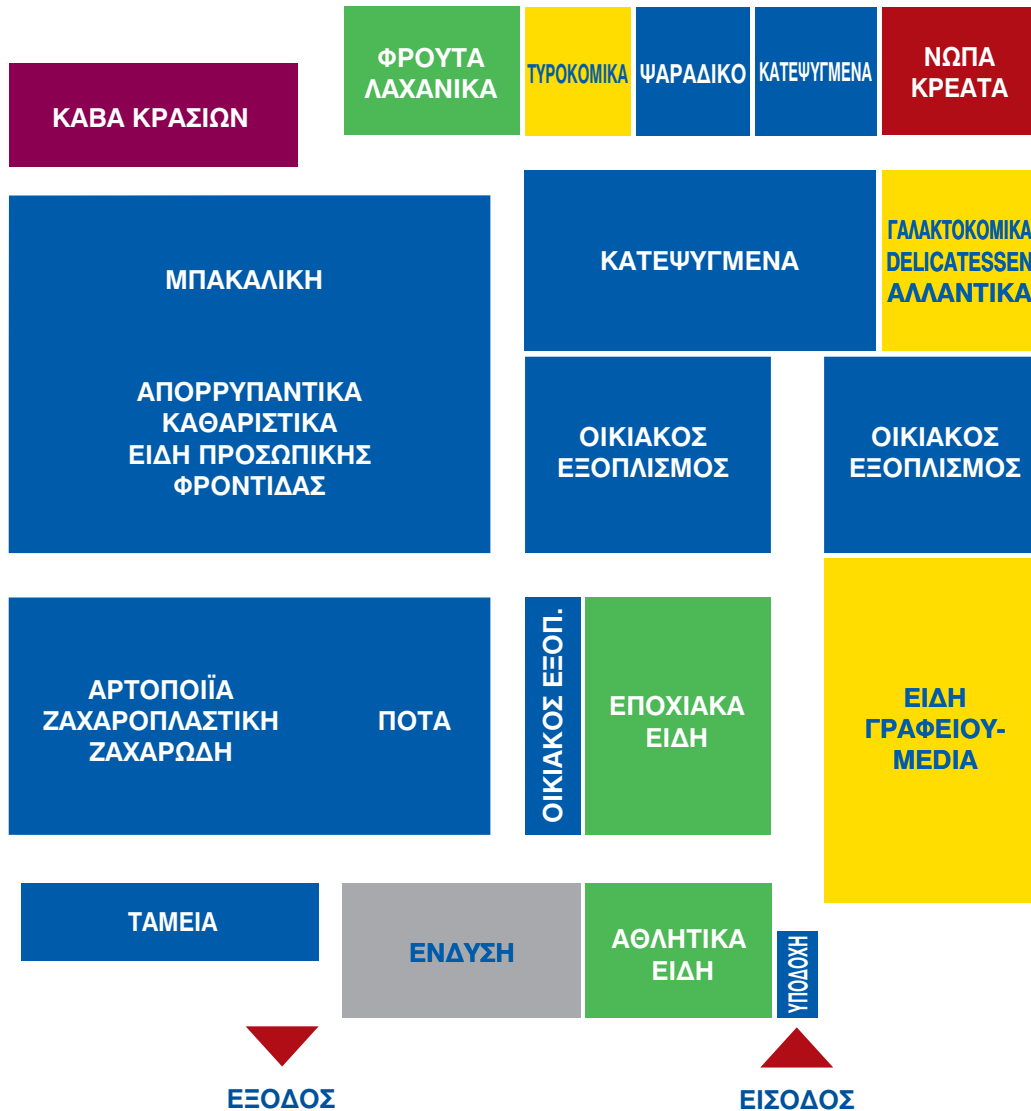 ΦΡΟΥΤΑ
ΛΑΧΑΝΙΚΑ
ΤΥΡΟΚΟΜΙΚΑ
ΨΑΡΑΔΙΚΟ
ΚΑΤΕΨΥΓΜΕΝΑ
ΝΩΠΑ
ΚΡΕΑΤΑ
ΚΑΒΑ ΚΡΑΣΙΩΝ
ΜΠΑΚΑΛΙΚΗ
ΑΠΟΡΡΥΠΑΝΤΙΚΑ
ΚΑΘΑΡΙΣΤΙΚΑ
ΕΙΔΗ ΠΡΟΣΩΠΙΚΗΣ
ΦΡΟΝΤΙΔΑΣ
ΚΑΤΕΨΥΓΜΕΝΑ
ΓΑΛΑΚΤΟΚΟΜΙΚΑ
DELICATESSEN
ΑΛΛΑΝΤΙΚΑ
ΟΙΚΙΑΚΟΣ
ΕΞΟΠΛΙΣΜΟΣ
ΟΙΚΙΑΚΟΣ
ΕΞΟΠΛΙΣΜΟΣ
ΑΡΤΟΠΟΙΪΑ
ΖΑΧΑΡΟΠΛΑΣΤΙΚΗ
ΖΑΧΑΡΩΔΗ
ΠΟΤΑ
ΟΙΚΙΑΚΟΣ ΕΞΟΠ.
ΕΠΟΧΙΑΚΑ
ΕΙΔΗ
ΕΙΔΗ
ΓΡΑΦΕΙΟΥ-
MEDIA
ΤΑΜΕΙΑ
ΕΝΔΥΣΗ
ΑΘΛΗΤΙΚΑ
ΕΙΔΗ
ΥΠΟΔΟΧΗ
ΕΞΟΔΟΣ
ΕΙΣΟΔΟΣ